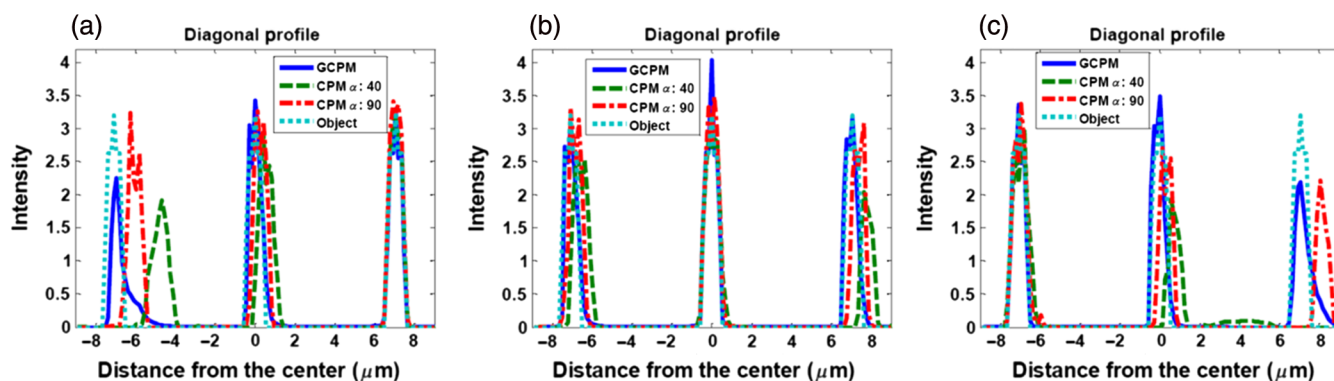 (a)
Diagonal profile
GCPM
CPM α: 40
CPM α: 90
Object
Intensity
4
3.5
3
2.5
2
1.5
1
0.5
0
−8 −6 −4 −2 0 2 4 6 8
Distance from the center (μm)
(b)
Diagonal profile
GCPM
CPM α: 40
CPM α: 90
Object
Intensity
4
3.5
3
2.5
2
1.5
1
0.5
0
−8 −6 −4 −2 0 2 4 6 8
Distance from the center (μm)
(c)
Diagonal profile
GCPM
CPM α: 40
CPM α: 90
Object
Intensity
4
3.5
3
2.5
2
1.5
1
0.5
0
−8 −6 −4 −2 0 2 4 6 8
Distance from the center (μm)